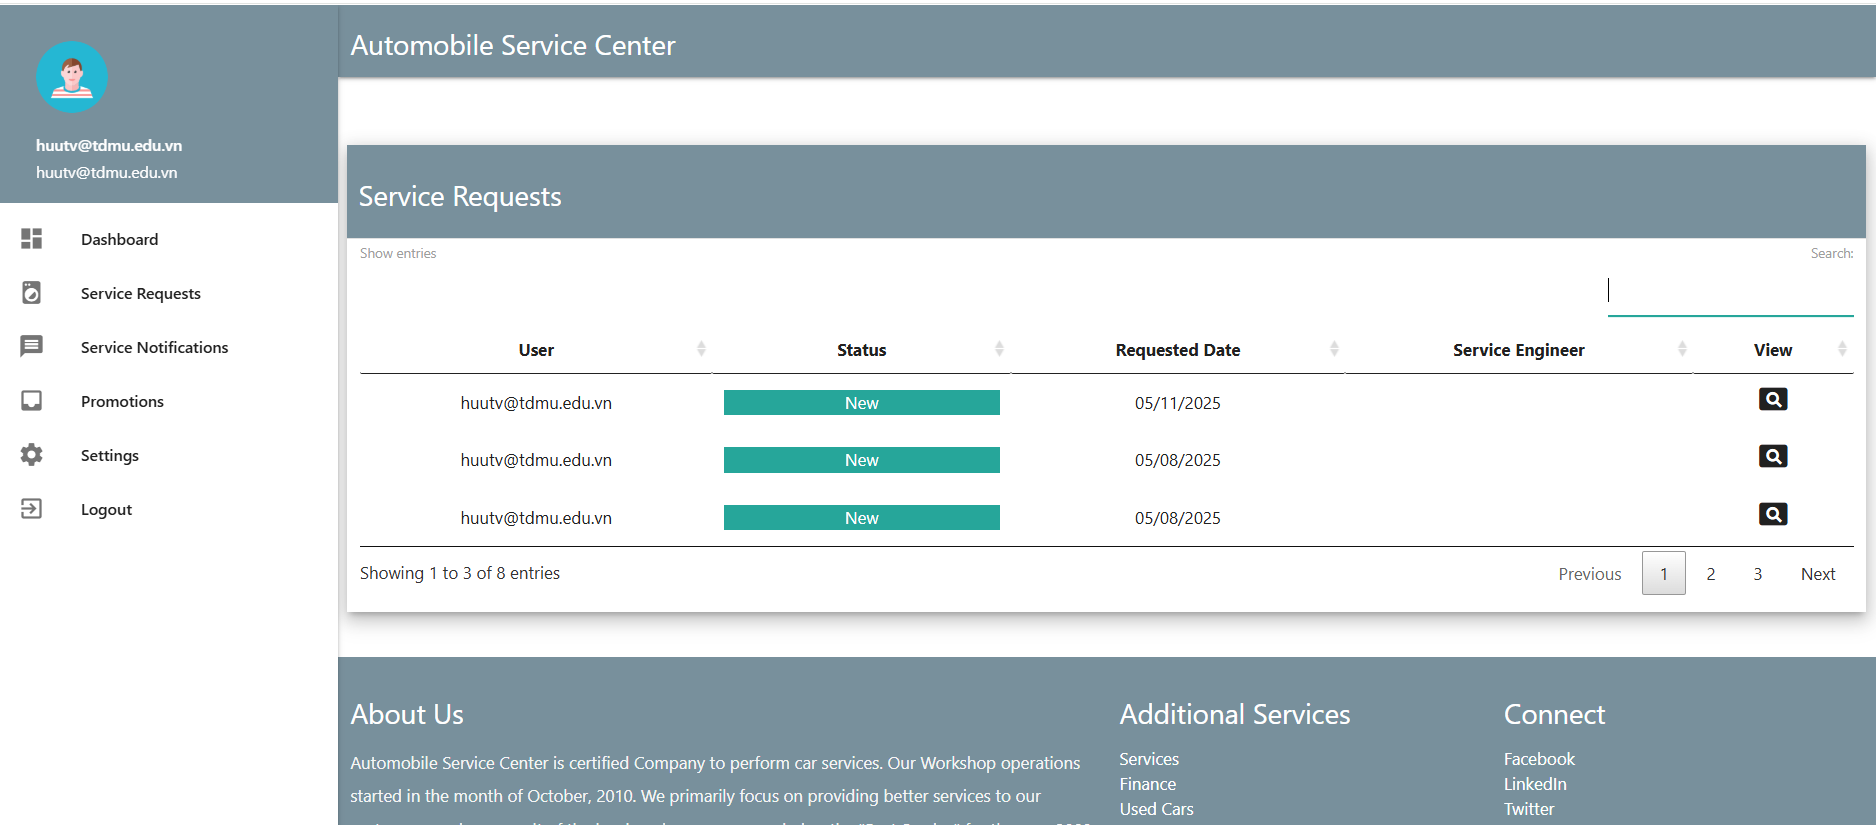 Automobile Service Center
huutv@tdmu.edu.vn
huutv@tdmu.edu.vn
Dashboard
Service Requests
Service Notifications
Promotions
Settings
Logout
Service Requests
Show entries
Search:
User Status Requested Date Service Engineer View
huutv@tdmu.edu.vn New 05/11/2025
huutv@tdmu.edu.vn New 05/08/2025
huutv@tdmu.edu.vn New 05/08/2025
Showing 1 to 3 of 8 entries
Previous 1 2 3 Next
About Us
Automobile Service Center is certified Company to perform car services. Our Workshop operations
started in the month of October, 2010. We primarily focus on providing better services to our
Additional Services
Services
Finance
Used Cars
Connect
Facebook
LinkedIn
Twitter